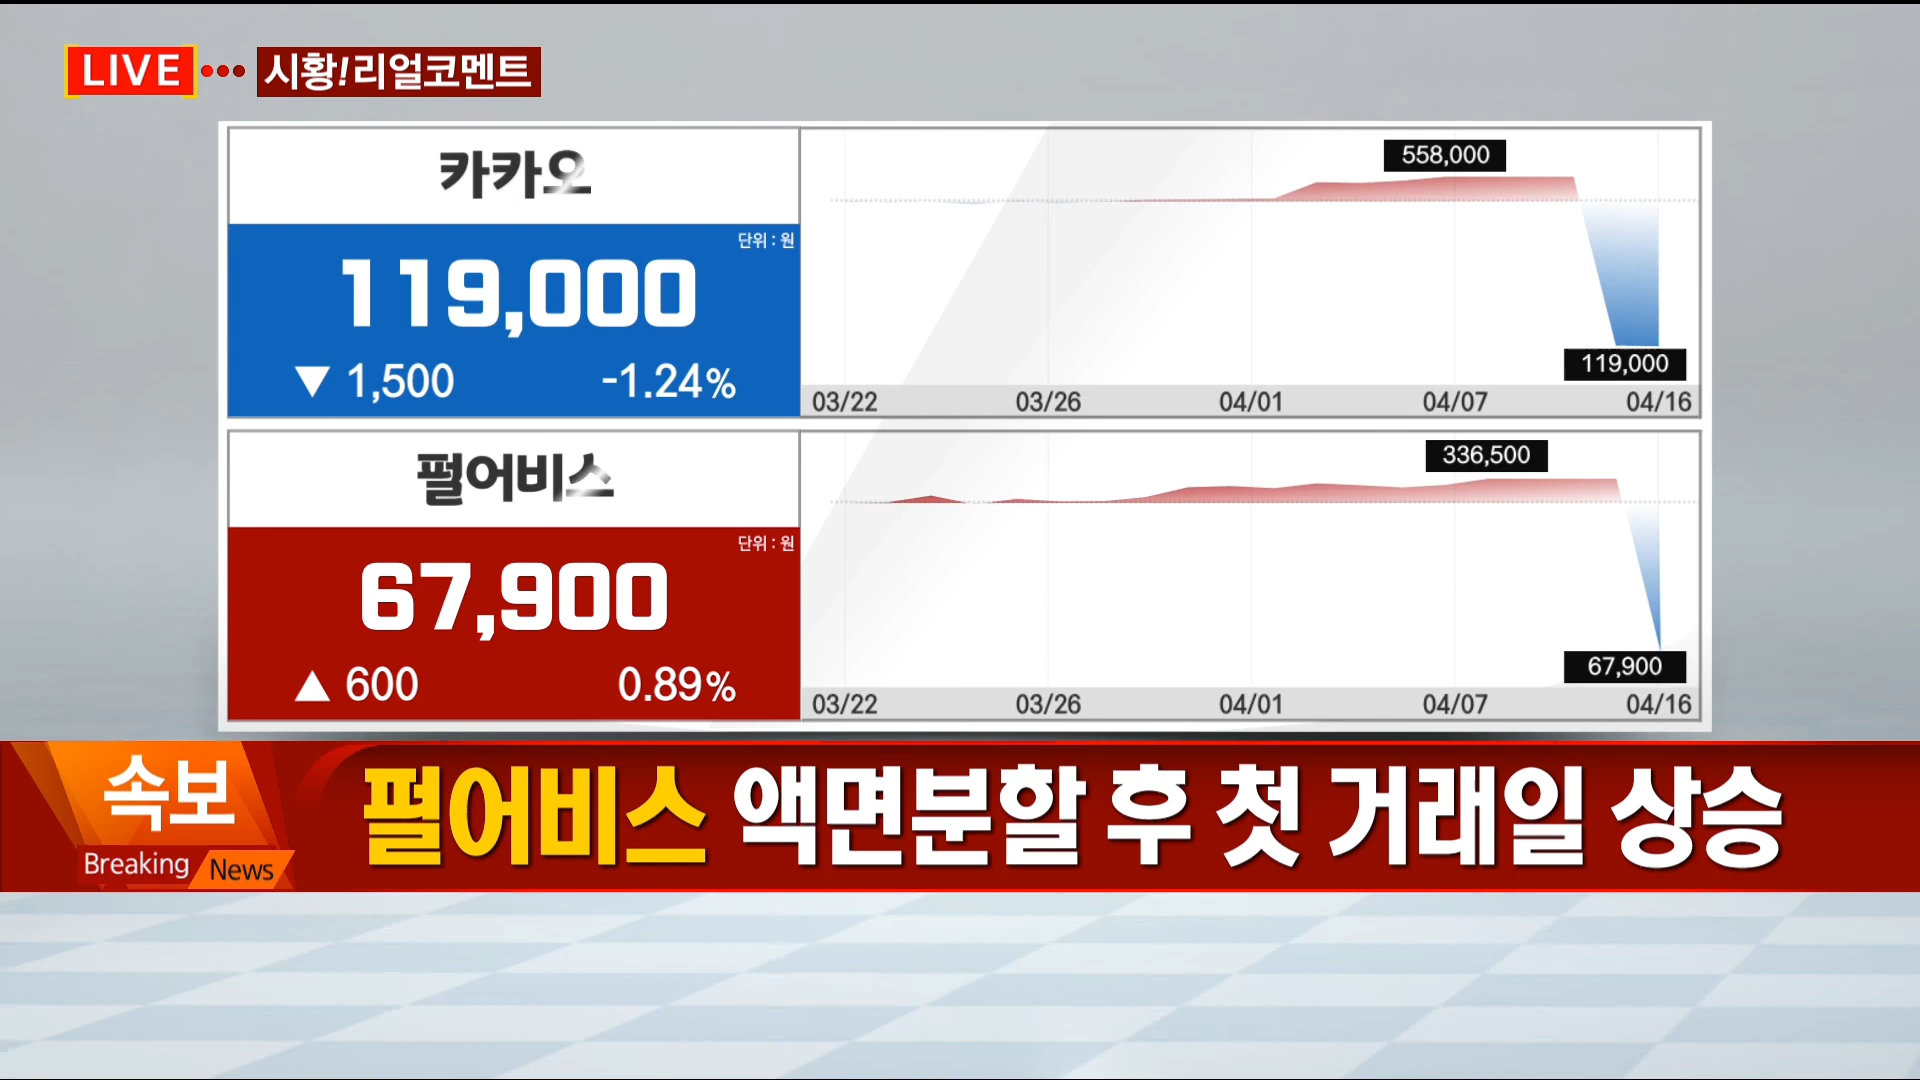 LIVE 시황!리얼코멘트
카카오
단위 : 원
119,000
▼ 1,500 -1.24%
558,000
119,000
03/22 03/26 04/01 04/07 04/16
펄어비스
단위 : 원
67,900
▲ 600 0.89%
336,500
67,900
03/22 03/26 04/01 04/07 04/16
속보
Breaking News
펄어비스 액면분할 후 첫 거래일 상승